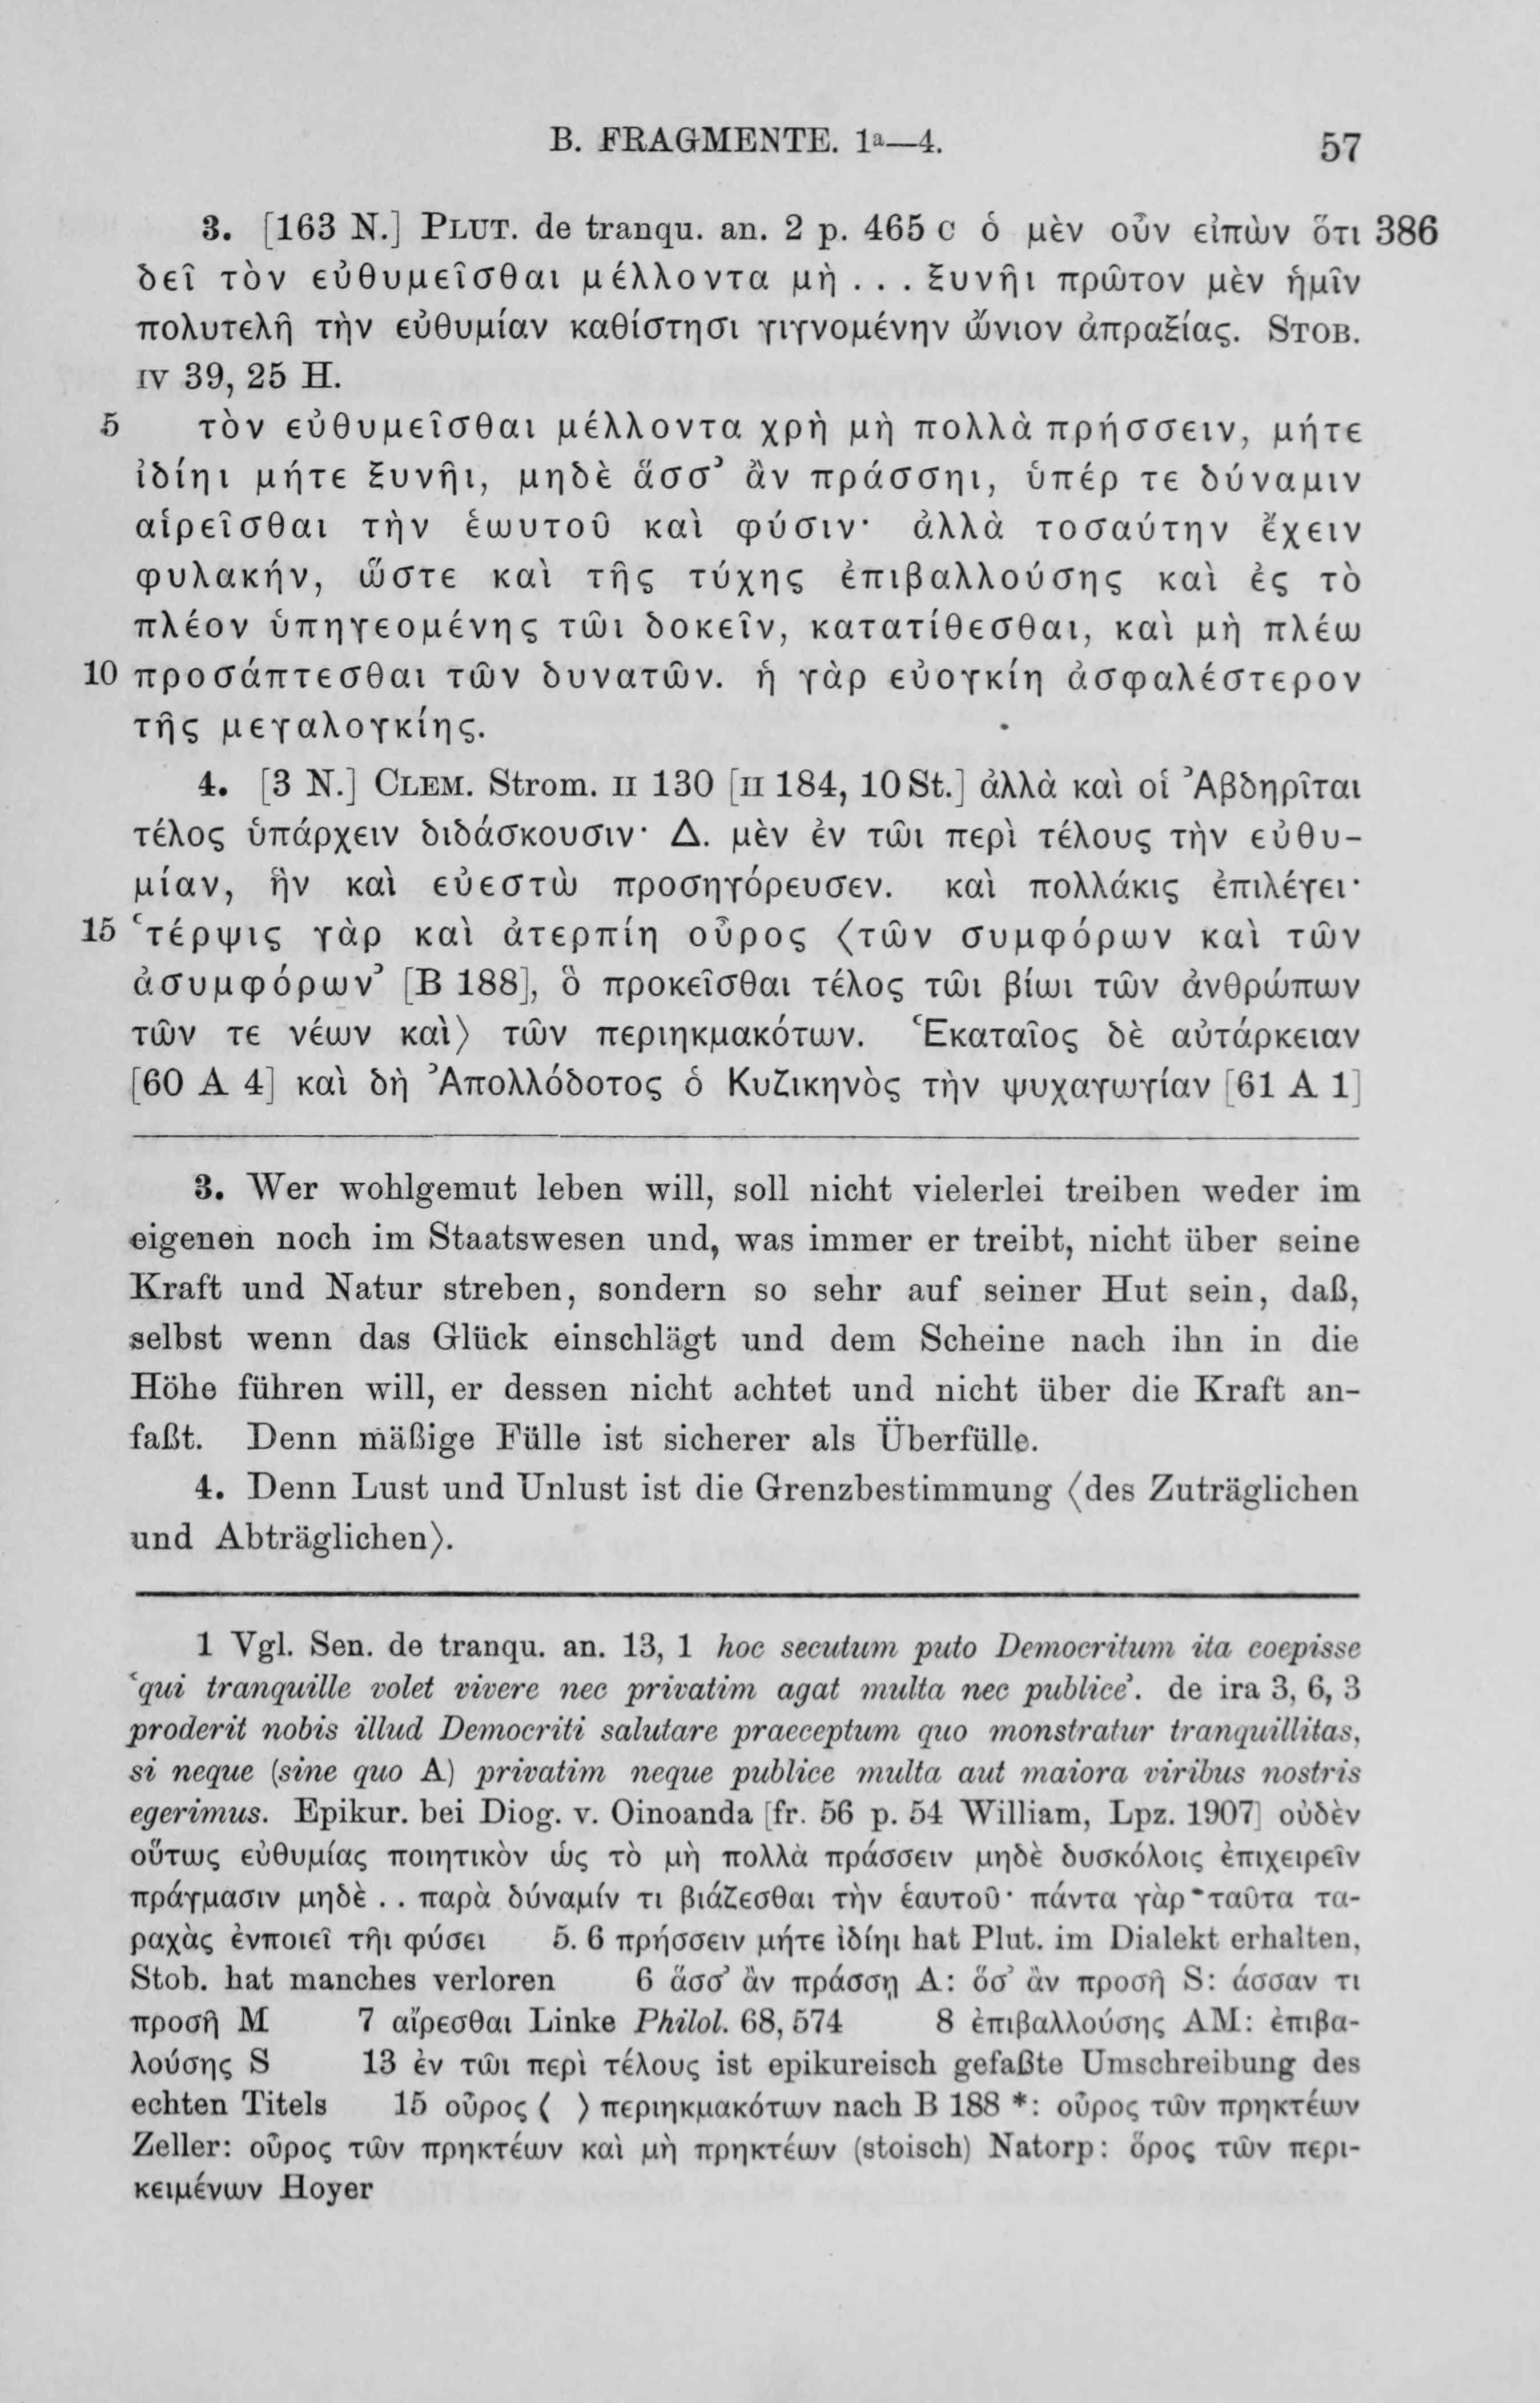 B. FRAGMENTE. 1ª—4. 57
3. [163 N.] PLUT. de tranqu. an. 2 p. 465 C ὁ μὲν οὖν εἰπὼν ὅτι 386
δεῖ τὸν εὐθυμεῖσθαι μέλλοντα μὴ . . . ξυνῆι πρῶτον μὲν ἡμῖν
πολυτελῆ τὴν εὐθυμίαν καθίστησι γιγνομένην ὤνιον ἀπραξίας. STOB.
IV 39, 25 H.
5 τὸν εὐθυμεῖσθαι μέλλοντα χρὴ μὴ πολλὰ πρήσσειν, μήτε
ἰδίηι μήτε ξυνῆι, μηδὲ ἅσσ᾽ ἂν πράσσηι, ὑπέρ τε δύναμιν
αἱρεῖσθαι τὴν ἑωυτοῦ καὶ φύσιν· ἀλλὰ τοσαύτην ἔχειν
φυλακήν, ὥστε καὶ τῆς τύχης ἐπιβαλλούσης καὶ ἐς τὸ
πλέον ὑπηγεομένης τῶι δοκεῖν, κατατίθεσθαι, καὶ μὴ πλέω
10 προσάπτεσθαι τῶν δυνατῶν. ἡ γὰρ εὐογκίη ἀσφαλέστερον
τῆς μεγαλογκίης.
4. [3 N.] CLEM. Strom. II 130 [II 184, 10 St.] ἀλλὰ καὶ οἱ Ἀβδηρῖται
τέλος ὑπάρχειν διδάσκουσιν· Δ. μὲν ἐν τῶι περὶ τέλους τὴν εὐθυ-
μίαν, ἣν καὶ εὐεστὼ προσηγόρευσεν. καὶ πολλάκις ἐπιλέγει·
15 ‘τέρψις γὰρ καὶ ἀτερπίη οὖρος ⟨τῶν συμφόρων καὶ τῶν
ἀσυμφόρων’ [B 188], ὃ προκεῖσθαι τέλος τῶι βίωι τῶν ἀνθρώπων
τῶν τε νέων καὶ⟩ τῶν περιηκμακότων. Ἑκαταῖος δὲ αὐτάρκειαν
[60 A 4] καὶ δὴ Ἀπολλόδοτος ὁ Κυζικηνὸς τὴν ψυχαγωγίαν [61 A 1]
3. Wer wohlgemut leben will, soll nicht vielerlei treiben weder im
eigenen noch im Staatswesen und, was immer er treibt, nicht über seine
Kraft und Natur streben, sondern so sehr auf seiner Hut sein, daß,
selbst wenn das Glück einschlägt und dem Scheine nach ihn in die
Höhe führen will, er dessen nicht achtet und nicht über die Kraft an-
faßt. Denn mäßige Fülle ist sicherer als Überfülle.
4. Denn Lust und Unlust ist die Grenzbestimmung ⟨des Zuträglichen
und Abträglichen⟩.
1 Vgl. Sen. de tranqu. an. 13, 1 hoc secutum puto Democritum ita coepisse
‘qui tranquille volet vivere nec privatim agat multa nec publice’. de ira 3, 6, 3
proderit nobis illud Democriti salutare praeceptum quo monstratur tranquillitas,
si neque (sine quo A) privatim neque publice multa aut maiora viribus nostris
egerimus. Epikur. bei Diog. v. Oinoanda [fr. 56 p. 54 William, Lpz. 1907] οὐδὲν
οὕτως εὐθυμίας ποιητικὸν ὡς τὸ μὴ πολλὰ πράσσειν μηδὲ δυσκόλοις ἐπιχειρεῖν
πράγμασιν μηδὲ . . παρὰ δύναμίν τι βιάζεσθαι τὴν ἑαυτοῦ· πάντα γὰρ ταῦτα τα-
ραχὰς ἐνποιεῖ τῆι φύσει 5. 6 πρήσσειν μήτε ἰδίηι hat Plut. im Dialekt erhalten,
Stob. hat manches verloren 6 ἅσσ᾽ ἂν πράσσῃ A: ὅσ᾽ ἂν προσῆ S: άσσαν τι
προσῆ M 7 αἴρεσθαι Linke Philol. 68, 574 8 ἐπιβαλλούσης AM: ἐπιβα-
λούσης S 13 ἐν τῶι περὶ τέλους ist epikureisch gefaßte Umschreibung des
echten Titels 15 οὖρος ⟨ ⟩ περιηκμακότων nach B 188 *: οὖρος τῶν πρηκτέων
Zeller: οὖρος τῶν πρηκτέων καὶ μὴ πρηκτέων (stoisch) Natorp: ὅρος τῶν περι-
κειμένων Hoyer